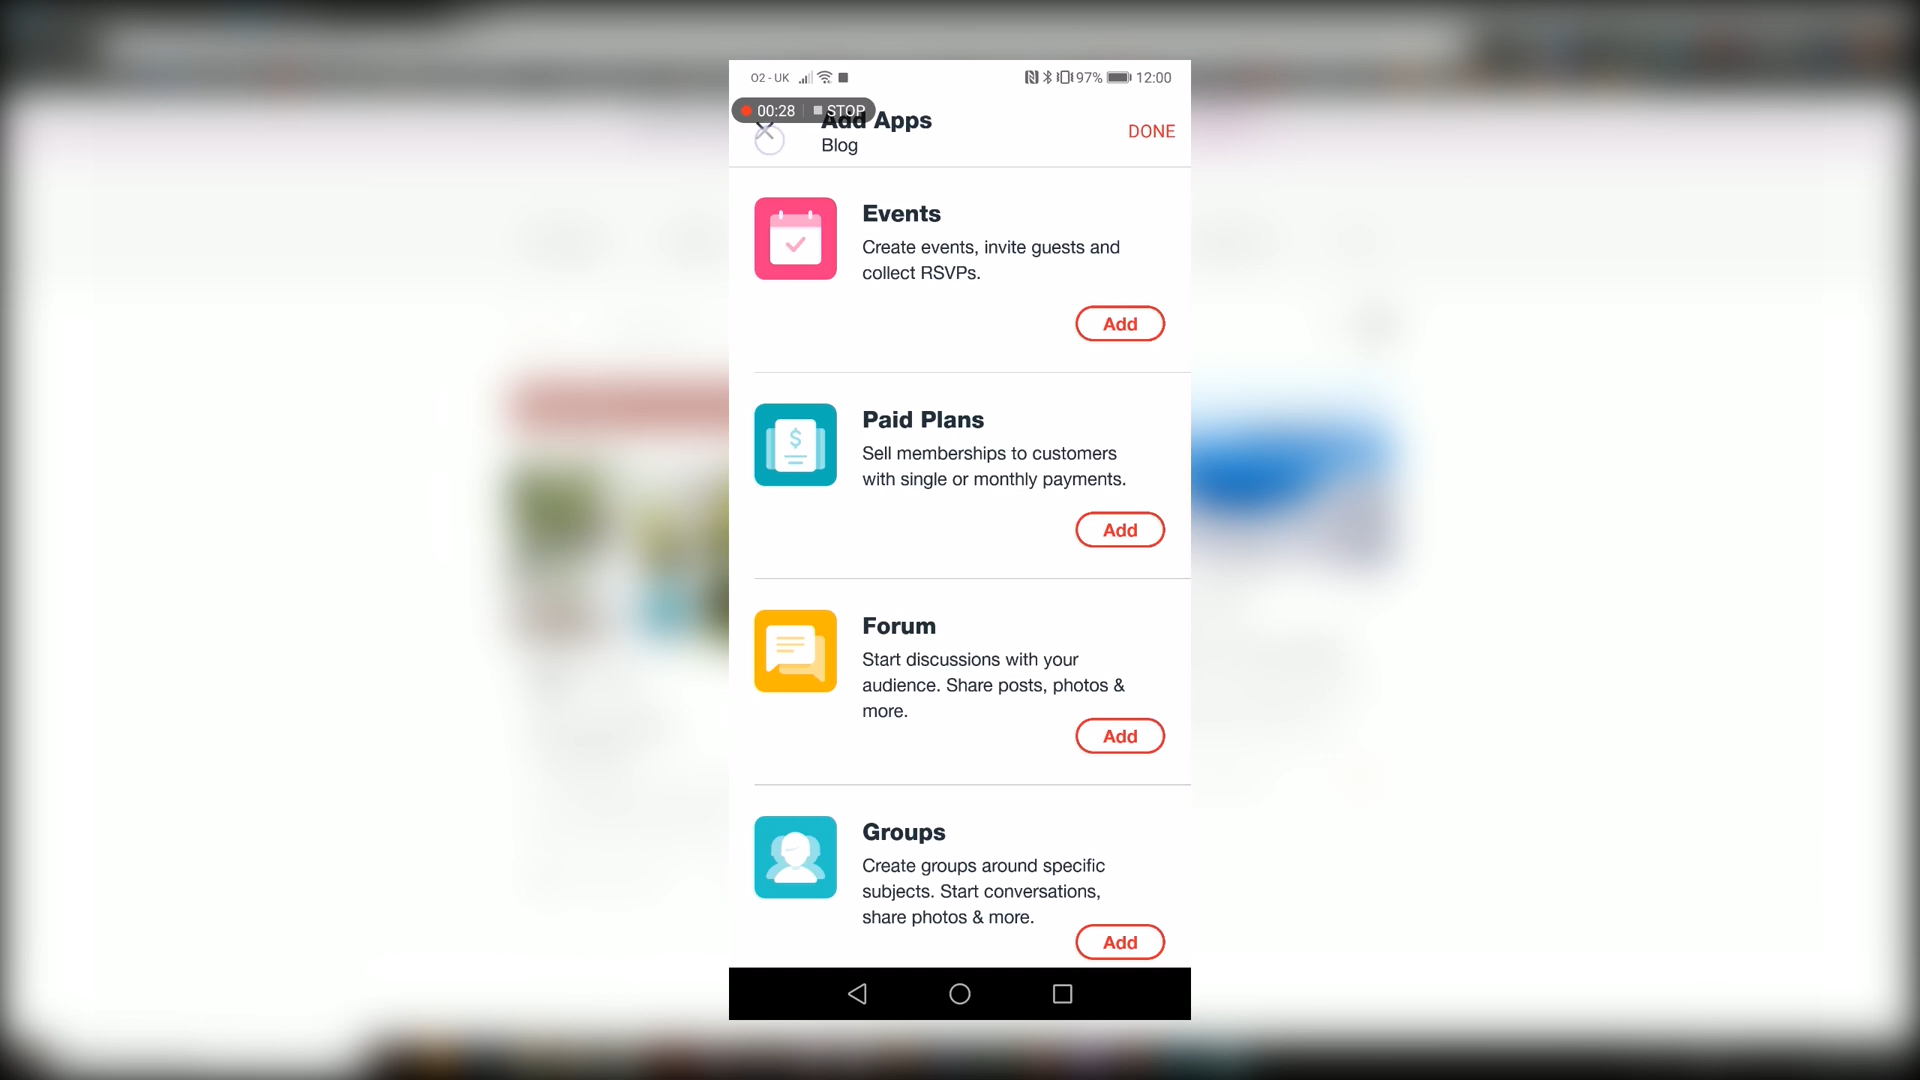 O2 - UK 97% 12:00
00:28 STOP
Add Apps
Blog
DONE
Events
Create events, invite guests and
collect RSVPs.
Add
Paid Plans
$
Sell memberships to customers
with single or monthly payments.
Add
Forum
Start discussions with your
audience. Share posts, photos &
more.
Add
Groups
Create groups around specific
subjects. Start conversations,
share photos & more.
Add